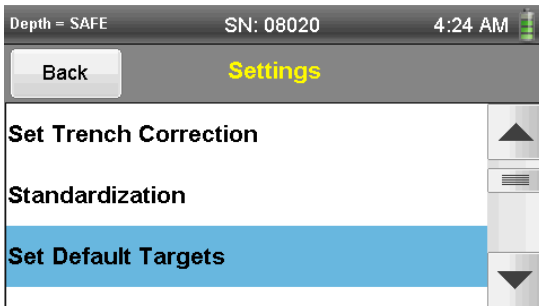 Depth = SAFE SN: 08020 4:24 AM
Back Settings
Set Trench Correction
Standardization
Set Default Targets